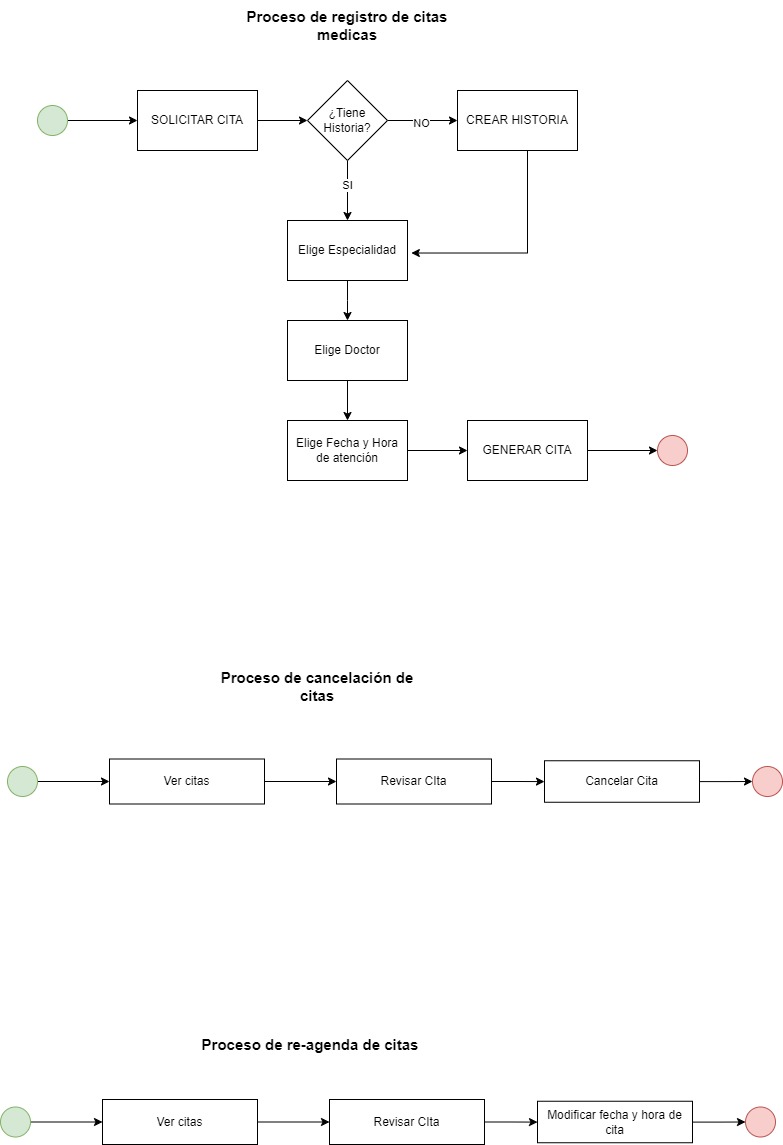 Proceso de registro de citas
medicas
SOLICITAR CITA
¿Tiene
Historia?
NO
CREAR HISTORIA
SI
Elige Especialidad
Elige Doctor
Elige Fecha y Hora
de atención
GENERAR CITA
Proceso de cancelación de
citas
Ver citas
Revisar CIta
Cancelar Cita
Proceso de re-agenda de citas
Ver citas
Revisar CIta
Modificar fecha y hora de
cita